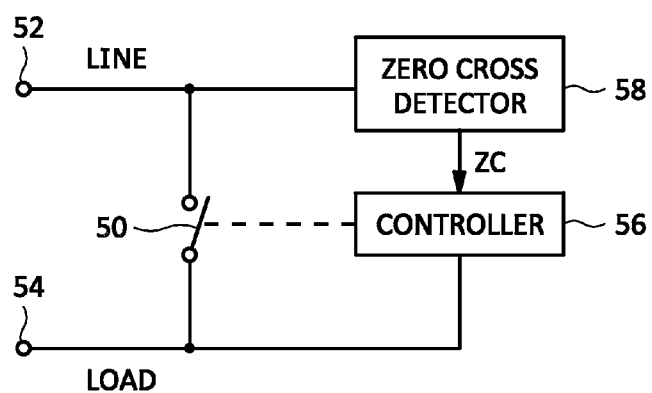 52
LINE
ZERO CROSS
DETECTOR
58
ZC
50
CONTROLLER
56
54
LOAD